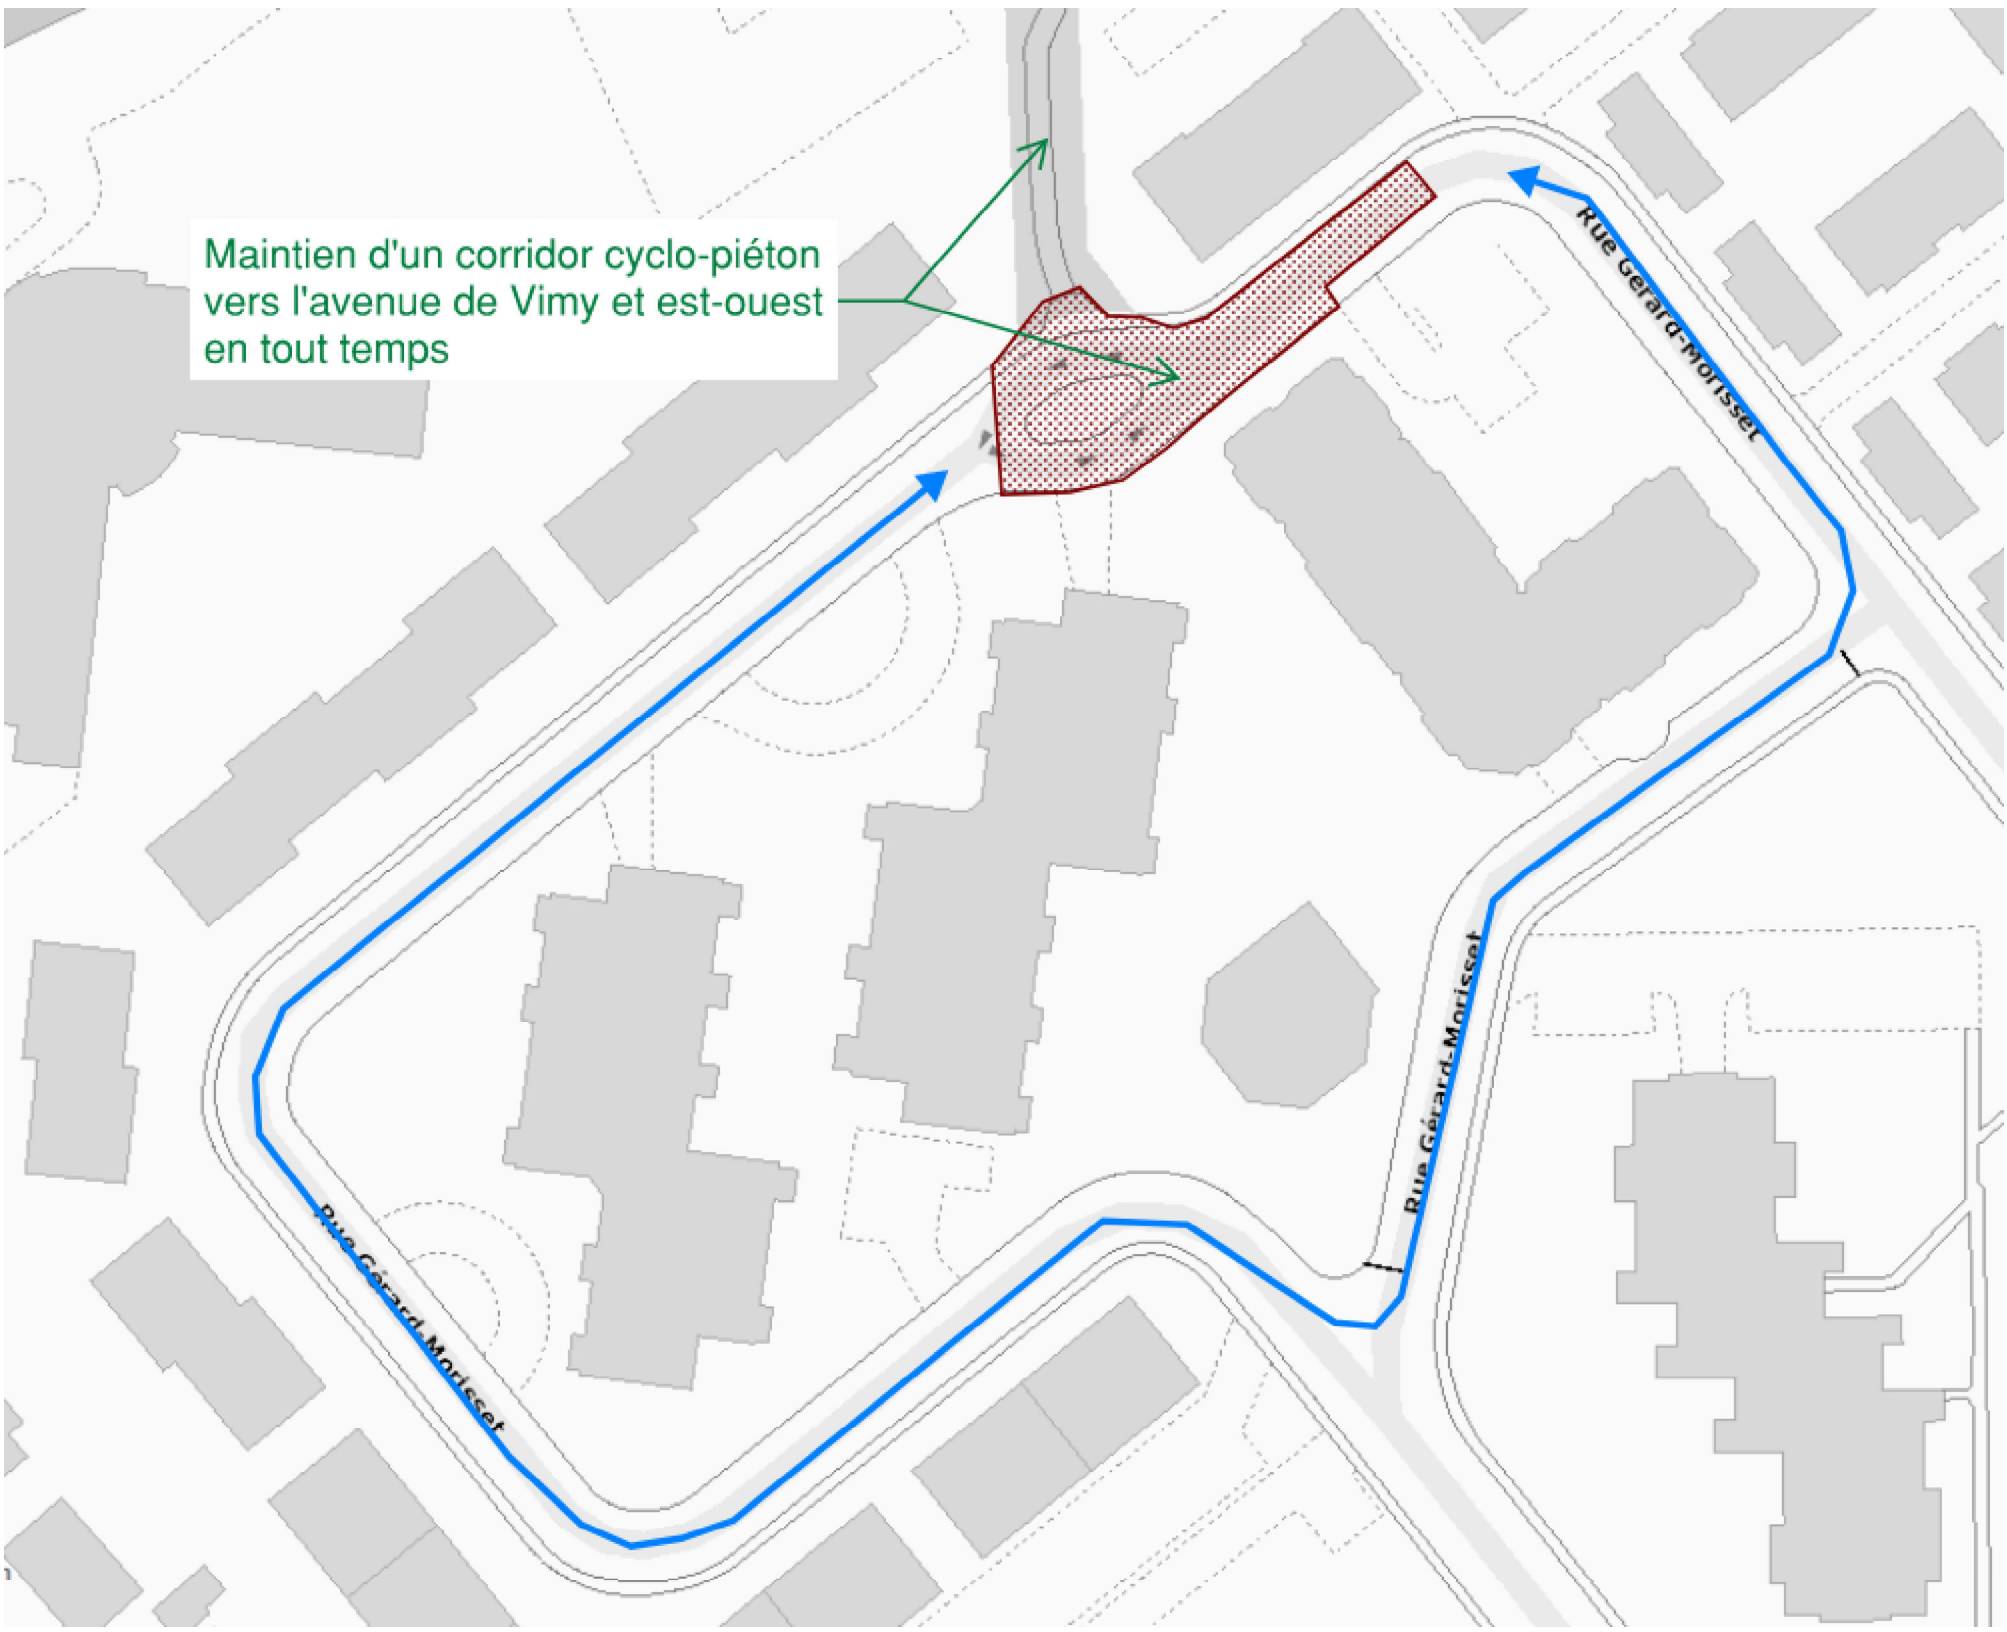 Maintien d'un corridor cyclo-piéton
vers l'avenue de Vimy et est-ouest
en tout temps
Rue Gérard-Morisset
Rue Gérard-Morisset
Rue Gérard-Morisset